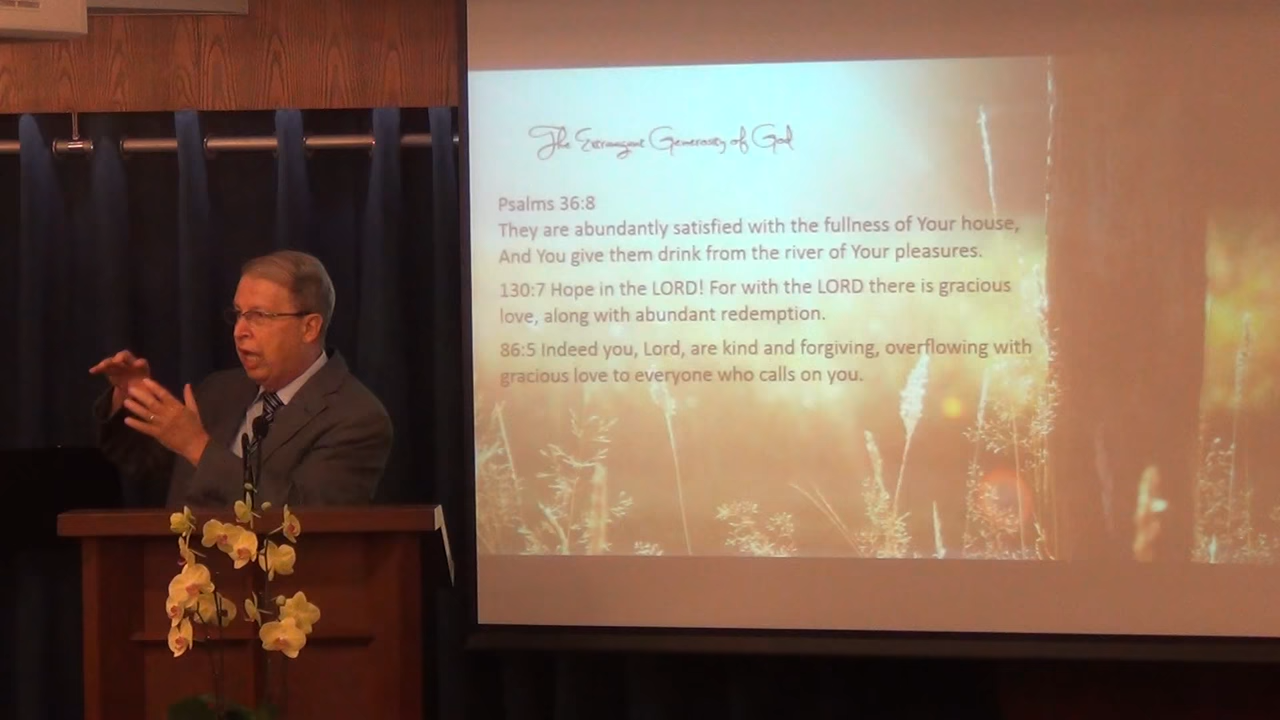 The Extravagant Generosity of God
Psalms 36:8
They are abundantly satisfied with the fullness of Your house,
And You give them drink from the river of Your pleasures.
130:7 Hope in the LORD! For with the LORD there is gracious
love, along with abundant redemption.
86:5 Indeed you, Lord, are kind and forgiving, overflowing with
gracious love to everyone who calls on you.